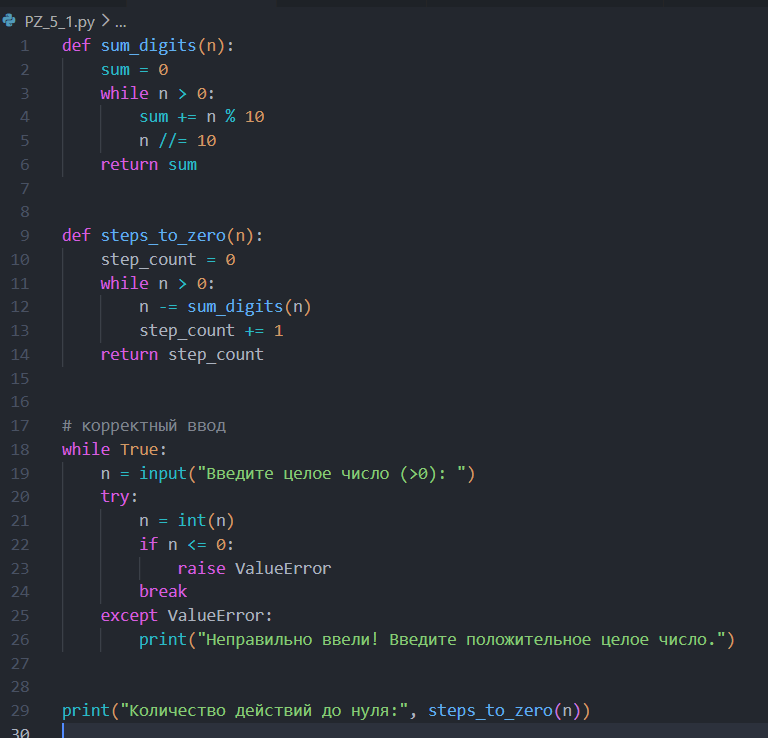 PZ_5_1.py > ...
1 def sum_digits(n):
2     sum = 0
3     while n > 0:
4         sum += n % 10
5         n //= 10
6     return sum
7
8
9 def steps_to_zero(n):
10     step_count = 0
11     while n > 0:
12         n -= sum_digits(n)
13         step_count += 1
14     return step_count
15
16
17 # корректный ввод
18 while True:
19     n = input("Введите целое число (>0): ")
20     try:
21         n = int(n)
22         if n <= 0:
23             raise ValueError
24         break
25     except ValueError:
26         print("Неправильно ввели! Введите положительное целое число.")
27
28
29 print("Количество действий до нуля:", steps_to_zero(n))
30